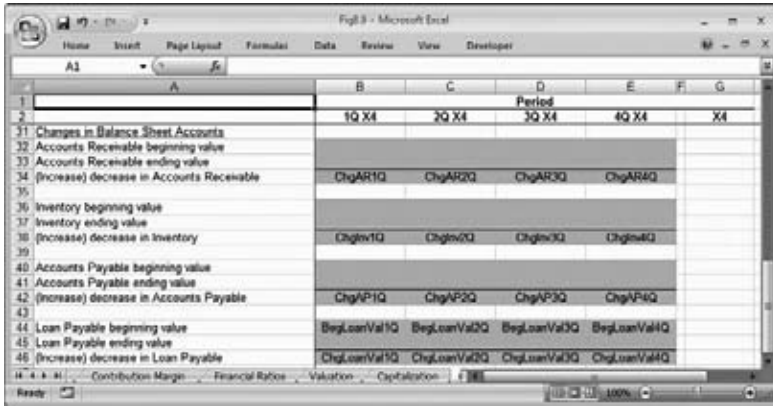 Fig8.9 - Microsoft Excel
Home Insert Page Layout Formulas Data Review View Developer
A1 fx
A B C D E F G
1 Period
2 1Q X4 2Q X4 3Q X4 4Q X4 X4
31 Changes in Balance Sheet Accounts
32 Accounts Receivable beginning value
33 Accounts Receivable ending value
34 (Increase) decrease in Accounts Receivable ChgAR1Q ChgAR2Q ChgAR3Q ChgAR4Q
35
36 Inventory beginning value
37 Inventory ending value
38 (Increase) decrease in Inventory ChgInv1Q ChgInv2Q ChgInv3Q ChgInv4Q
39
40 Accounts Payable beginning value
41 Accounts Payable ending value
42 (Increase) decrease in Accounts Payable ChgAP1Q ChgAP2Q ChgAP3Q ChgAP4Q
43
44 Loan Payable beginning value BegLoanVal1Q BegLoanVal2Q BegLoanVal3Q BegLoanVal4Q
45 Loan Payable ending value
46 (Increase) decrease in Loan Payable ChgLoanVal1Q ChgLoanVal2Q ChgLoanVal3Q ChgLoanVal4Q
Contribution Margin Financial Ratios Valuation Capitalization
Ready 100%